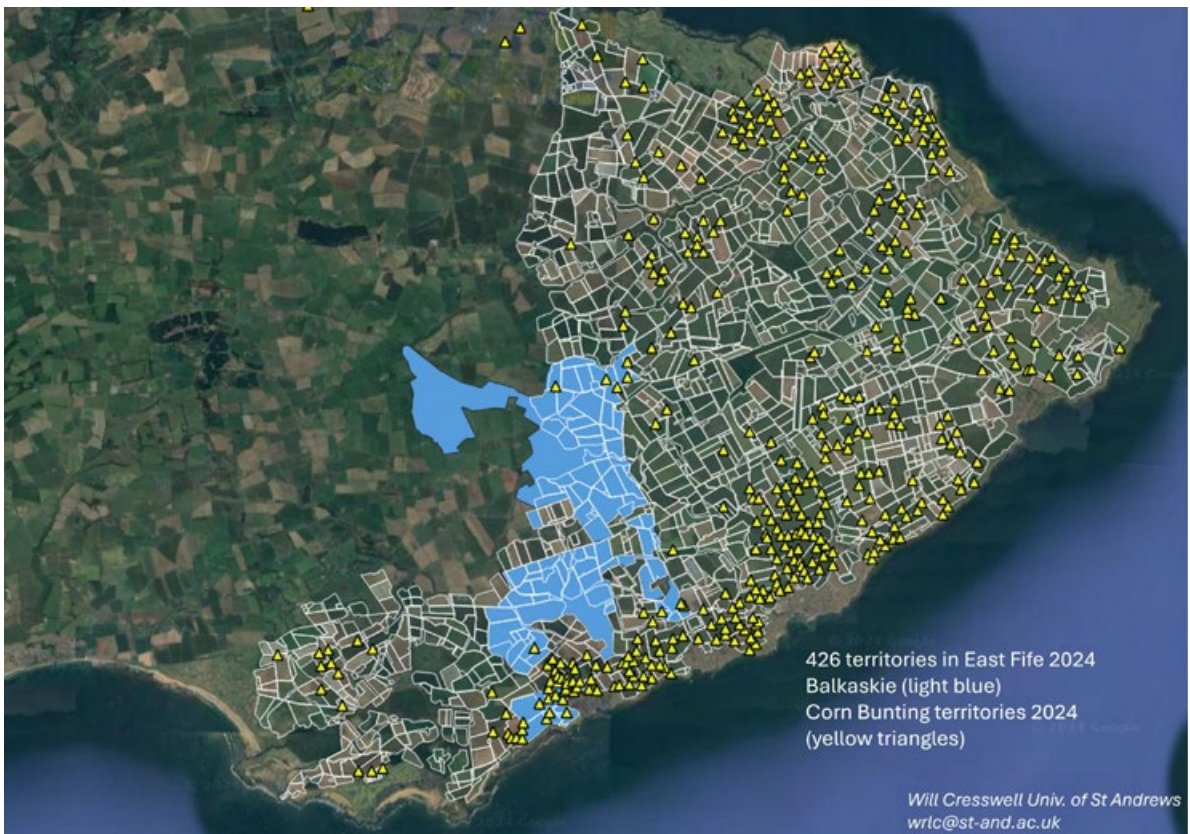 426 territories in East Fife 2024
Balkaskie (light blue)
Corn Bunting territories 2024
(yellow triangles)
Will Cresswell Univ. of St Andrews
wrlc@st-and.ac.uk